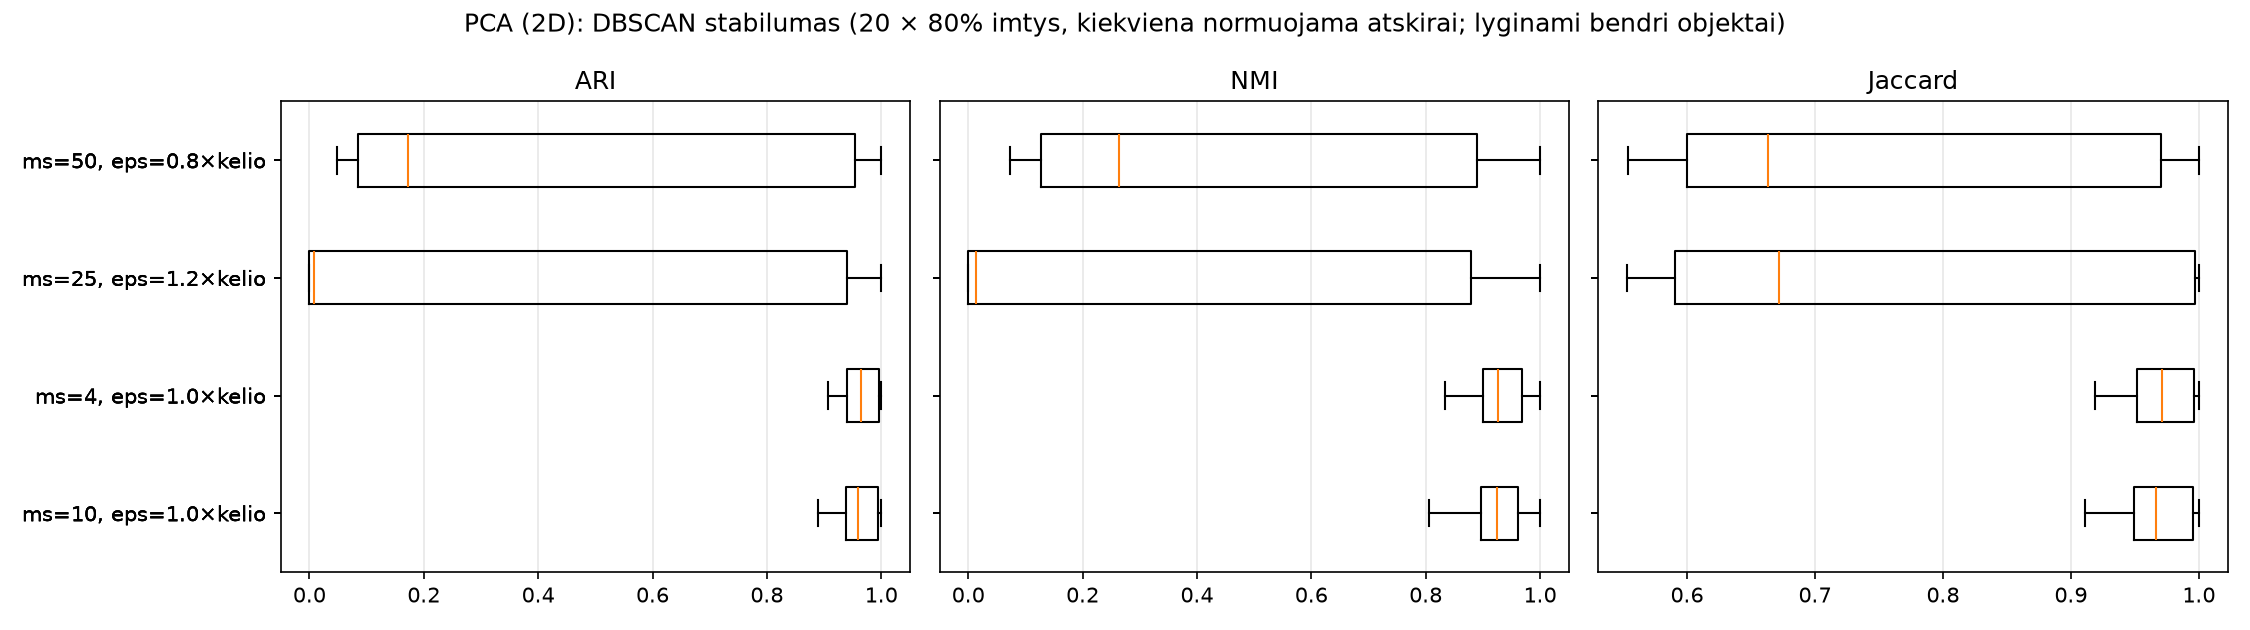 PCA (2D): DBSCAN stabilumas (20 × 80% imtys, kiekviena normuojama atskirai; lyginami bendri objektai)
ARI NMI Jaccard
ms=50, eps=0.8×kelio
ms=25, eps=1.2×kelio
ms=4, eps=1.0×kelio
ms=10, eps=1.0×kelio
0.0 0.2 0.4 0.6 0.8 1.0 0.0 0.2 0.4 0.6 0.8 1.0 0.6 0.7 0.8 0.9 1.0